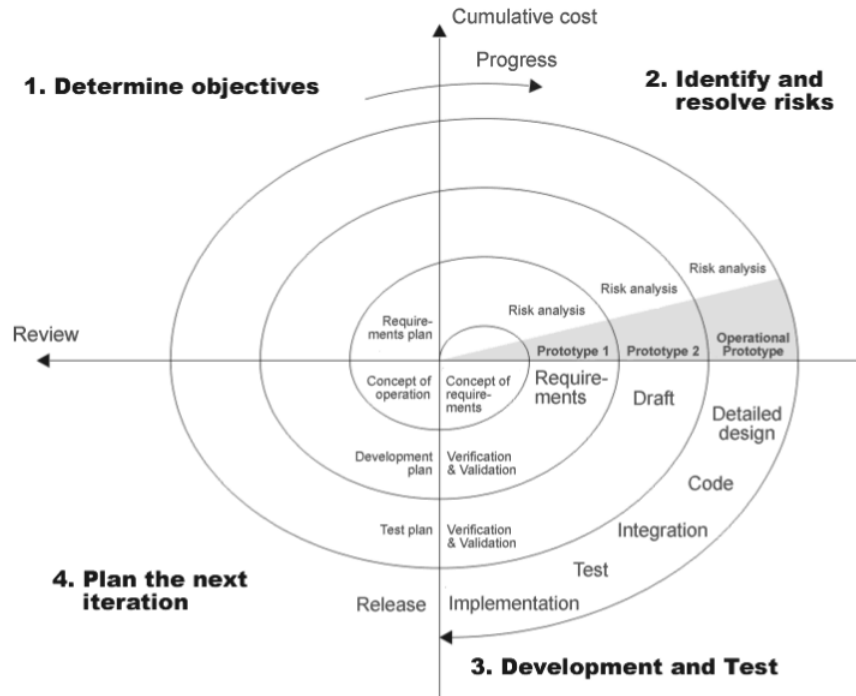 Cumulative cost
Progress
1. Determine objectives
2. Identify and
resolve risks
Risk analysis
Risk analysis
Risk analysis
Require-
ments plan
Review
Operational
Prototype
Prototype 1
Prototype 2
Concept of
operation
Concept of
require-
ments
Require-
ments
Draft
Detailed
design
Development
plan
Verification
& Validation
Code
Test plan
Verification
& Validation
Integration
Test
4. Plan the next
iteration
Release
Implementation
3. Development and Test